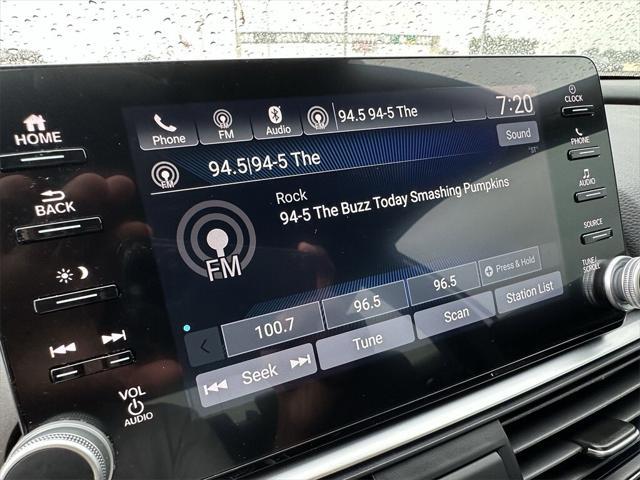 HOME
BACK
VOL
AUDIO
Phone
FM
Audio
FM
94.5 94-5 The
7:20
FM
94.5|94-5 The
Sound
Rock
94-5 The Buzz Today Smashing Pumpkins
FM
100.7
96.5
96.5
Press & Hold
Seek
Tune
Scan
Station List
CLOCK
PHONE
AUDIO
SOURCE
TUNE/
SCROLL